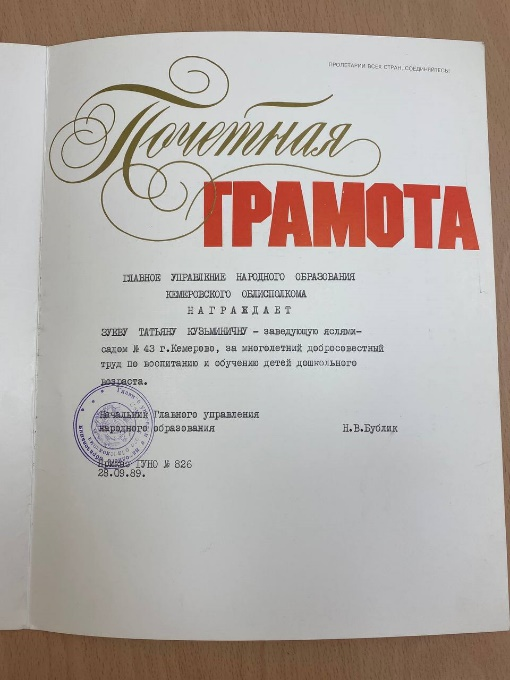 ПРОЛЕТАРИИ ВСЕХ СТРАН, СОЕДИНЯЙТЕСЬ!
Почетная
ГРАМОТА
ГЛАВНОЕ УПРАВЛЕНИЕ НАРОДНОГО ОБРАЗОВАНИЯ
КЕМЕРОВСКОГО ОБЛИСПОЛКОМА
НАГРАЖДАЕТ
ЗУЕВУ ТАТЬЯНУ КУЗЬМИНИЧНУ - заведующую яслями-
садом № 43 г.Кемерово, за многолетний добросовестный
труд по воспитанию и обучению детей дошкольного
возраста.
Начальник Главного управления
народного образования Н.В.Бублик
Приказ ГУНО № 826
28.09.89.